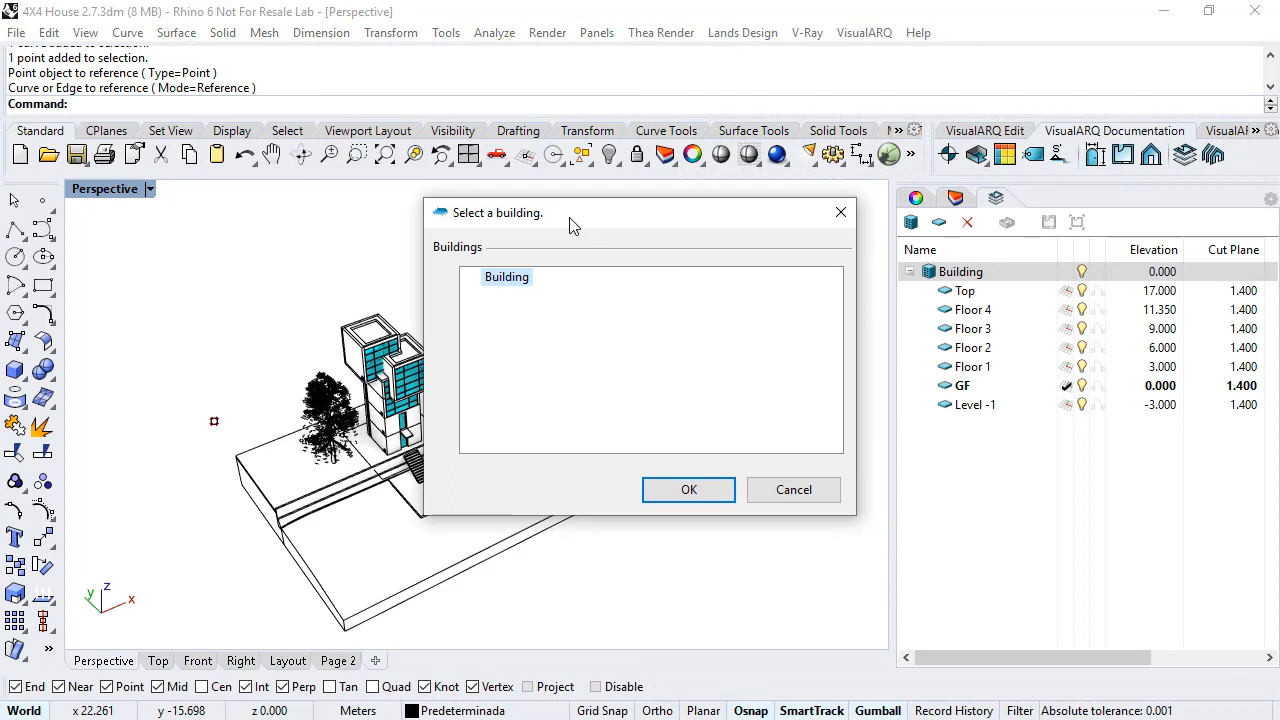 4X4 House 2.7.3dm (8 MB) - Rhino 6 Not For Resale Lab - [Perspective]
File Edit View Curve Surface Solid Mesh Dimension Transform Tools Analyze Render Panels Thea Render Lands Design V-Ray VisualARQ Help
1 point added to selection.
Point object to reference ( Type=Point )
Curve or Edge to reference ( Mode=Reference )
Command:
Standard CPlanes Set View Display Select Viewport Layout Visibility Drafting Transform Curve Tools Surface Tools Solid Tools
VisualARQ Edit VisualARQ Documentation VisualAF
Perspective
Select a building.
Buildings
Building
OK Cancel
Name Elevation Cut Plane
Building 0.000
Top 17.000 1.400
Floor 4 11.350 1.400
Floor 3 9.000 1.400
Floor 2 6.000 1.400
Floor 1 3.000 1.400
GF 0.000 1.400
Level -1 -3.000 1.400
z
y
x
Perspective Top Front Right Layout Page 2
End Near Point Mid Cen Int Perp Tan Quad Knot Vertex Project Disable
World x 22.261 y -15.698 z 0.000 Meters Predeterminada Grid Snap Ortho Planar Osnap SmartTrack Gumball Record History Filter Absolute tolerance: 0.001